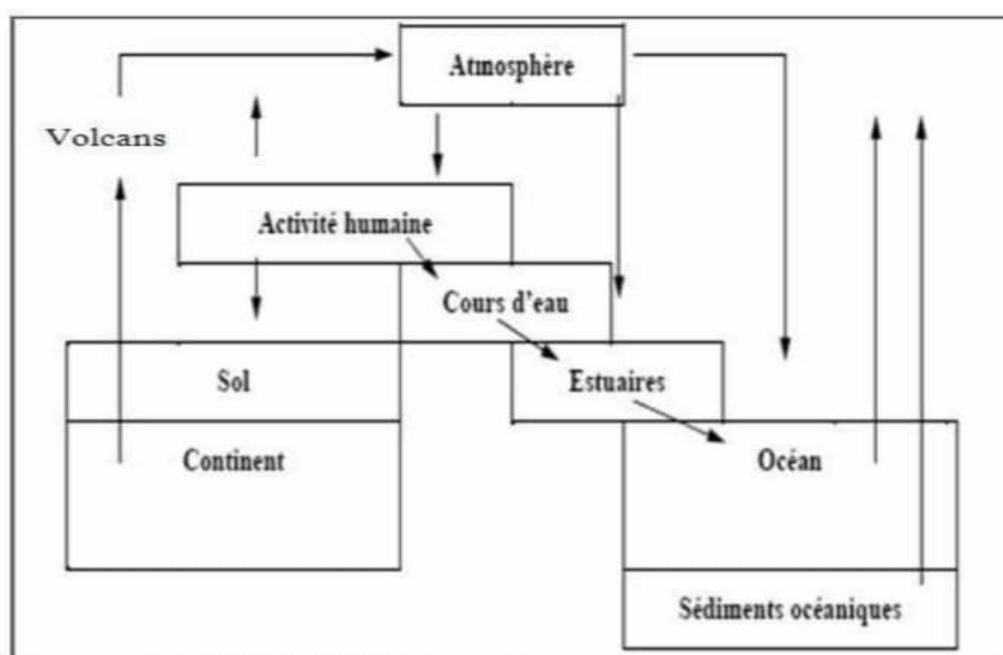 Atmosphère
Volcans
Activité humaine
Cours d'eau
Sol
Estuaires
Continent
Océan
Sédiments océaniques